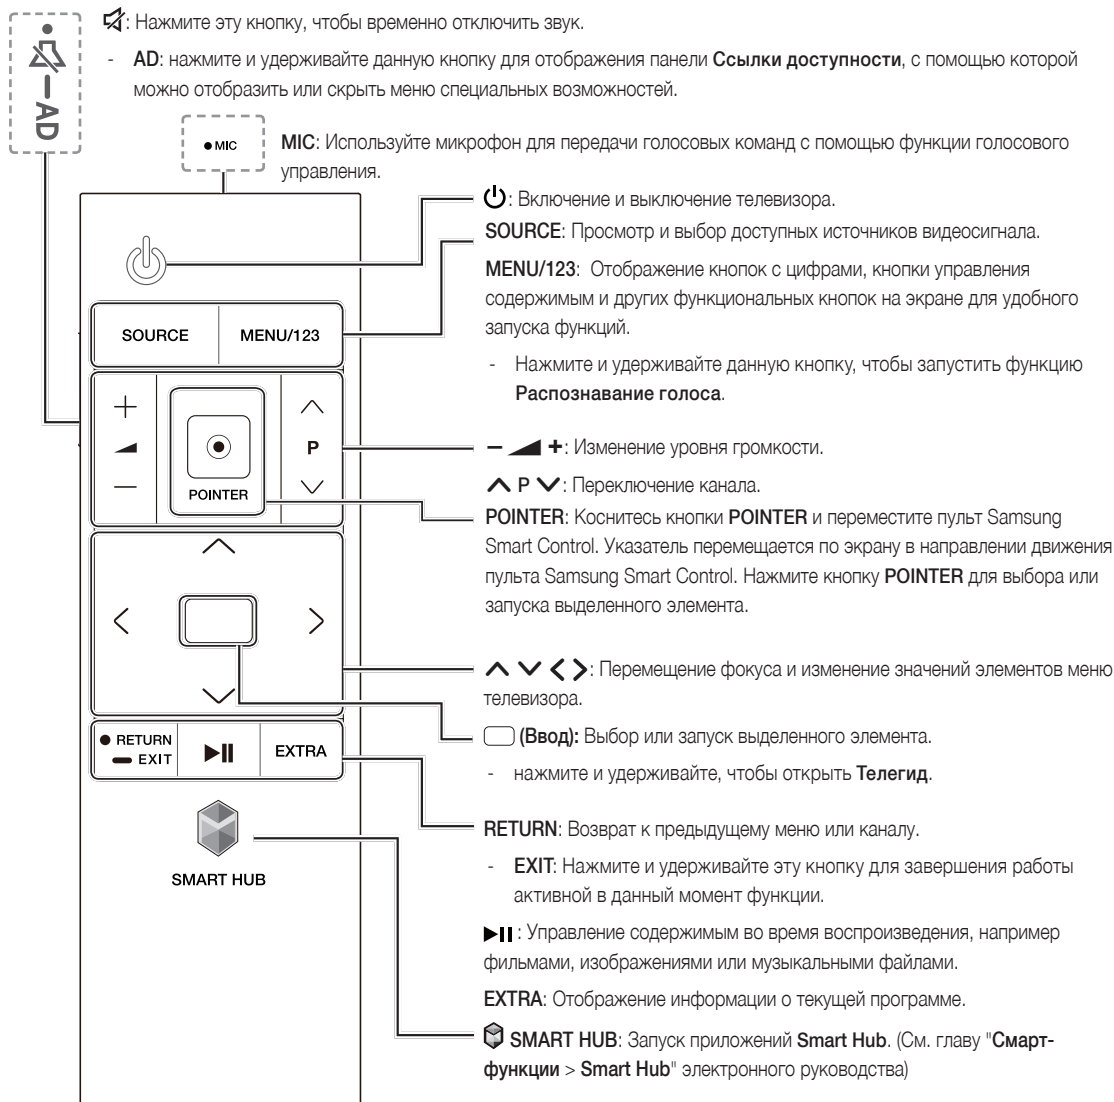 : Нажмите эту кнопку, чтобы временно отключить звук.
- AD: нажмите и удерживайте данную кнопку для отображения панели Ссылки доступности, с помощью которой
можно отобразить или скрыть меню специальных возможностей.
AD
MIC
MIC: Используйте микрофон для передачи голосовых команд с помощью функции голосового
управления.
: Включение и выключение телевизора.
SOURCE: Просмотр и выбор доступных источников видеосигнала.
MENU/123: Отображение кнопок с цифрами, кнопки управления
содержимым и других функциональных кнопок на экране для удобного
запуска функций.
- Нажмите и удерживайте данную кнопку, чтобы запустить функцию
Распознавание голоса.
SOURCE
MENU/123
+
P
—
POINTER
− +: Изменение уровня громкости.
P : Переключение канала.
POINTER: Коснитесь кнопки POINTER и переместите пульт Samsung
Smart Control. Указатель перемещается по экрану в направлении движения
пульта Samsung Smart Control. Нажмите кнопку POINTER для выбора или
запуска выделенного элемента.
: Перемещение фокуса и изменение значений элементов меню
телевизора.
(Ввод): Выбор или запуск выделенного элемента.
- нажмите и удерживайте, чтобы открыть Телегид.
RETURN
EXIT
EXTRA
SMART HUB
RETURN: Возврат к предыдущему меню или каналу.
- EXIT: Нажмите и удерживайте эту кнопку для завершения работы
активной в данный момент функции.
: Управление содержимым во время воспроизведения, например
фильмами, изображениями или музыкальными файлами.
EXTRA: Отображение информации о текущей программе.
SMART HUB: Запуск приложений Smart Hub. (См. главу "Смарт-
функции > Smart Hub" электронного руководства)